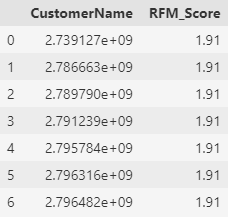 CustomerName RFM_Score
0 2.739127e+09 1.91
1 2.786663e+09 1.91
2 2.789790e+09 1.91
3 2.791239e+09 1.91
4 2.795784e+09 1.91
5 2.796316e+09 1.91
6 2.796482e+09 1.91